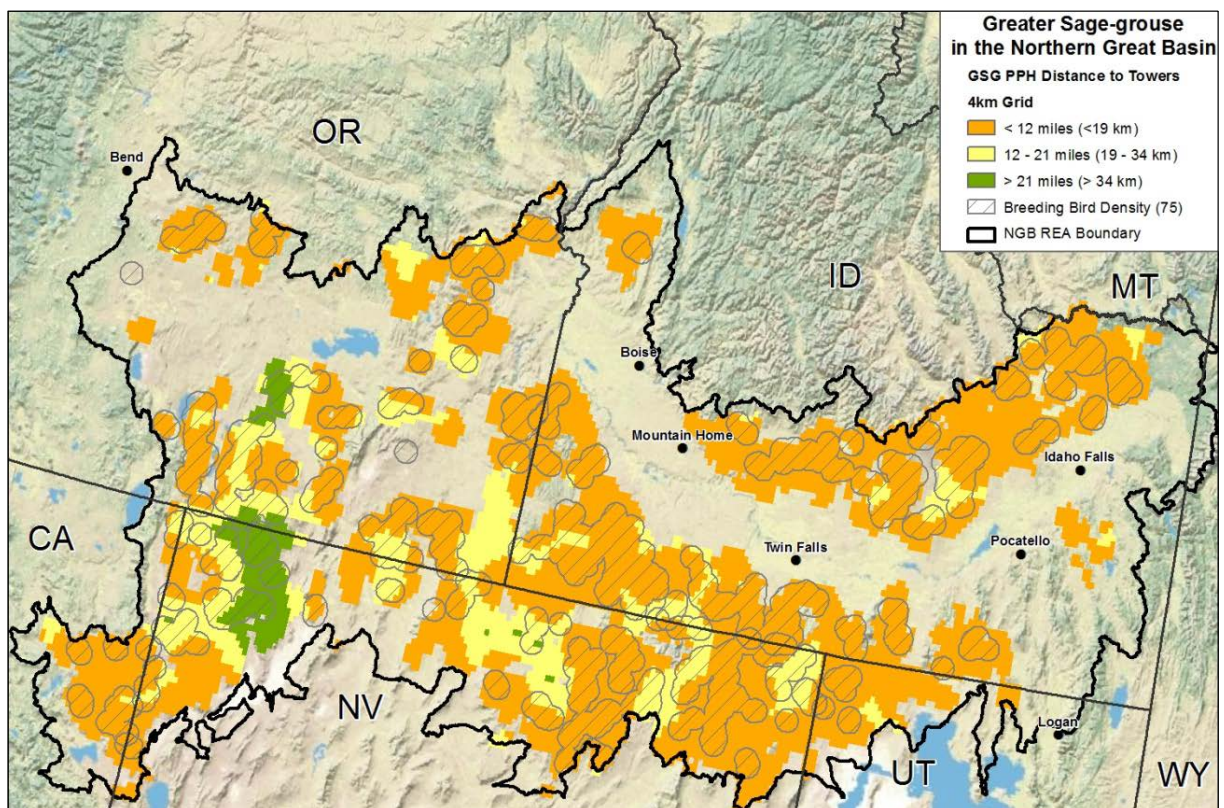 Greater Sage-grouse
in the Northern Great Basin
GSG PPH Distance to Towers
4km Grid
< 12 miles (<19 km)
12 - 21 miles (19 - 34 km)
> 21 miles (> 34 km)
Breeding Bird Density (75)
NGB REA Boundary
OR
Bend
ID
MT
Boise
Mountain Home
Idaho Falls
CA
Twin Falls
Pocatello
NV
Logan
UT
WY